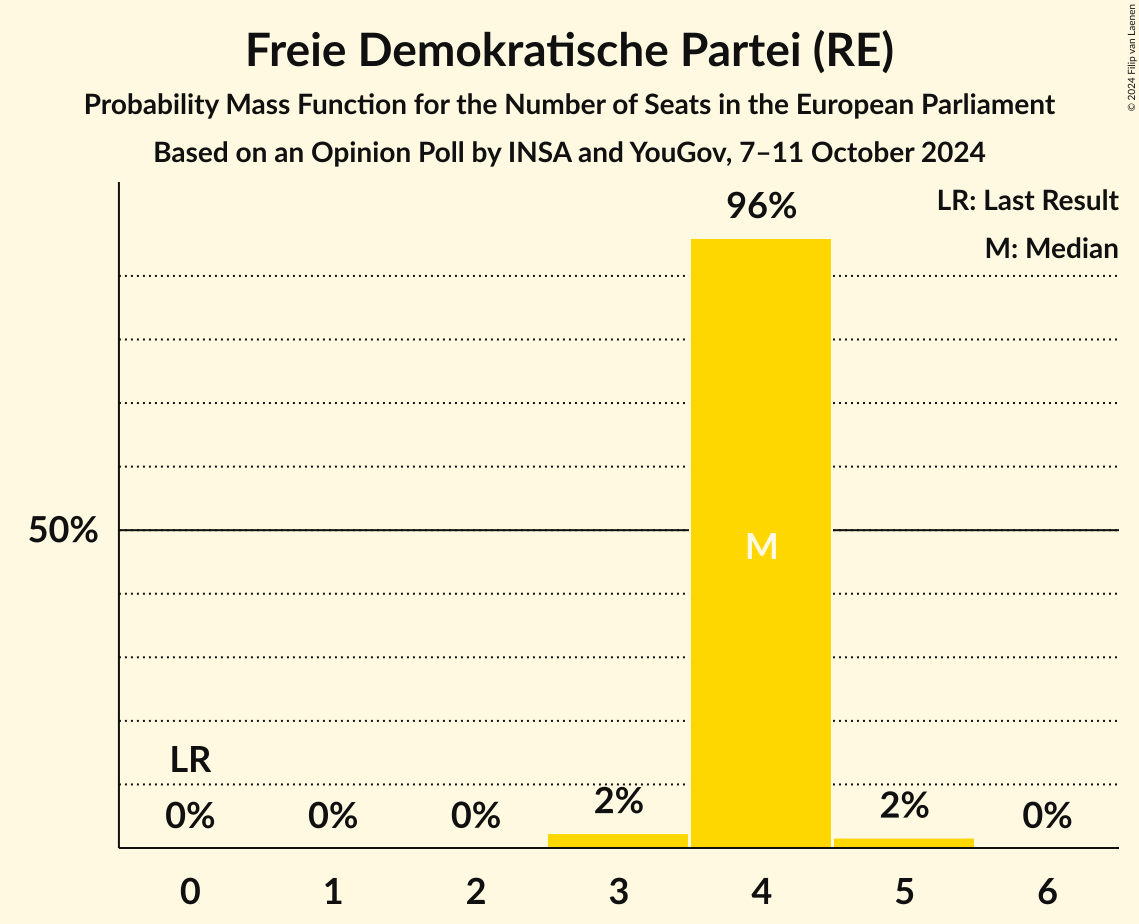 Freie Demokratische Partei (RE)
Probability Mass Function for the Number of Seats in the European Parliament
Based on an Opinion Poll by INSA and YouGov, 7–11 October 2024
© 2024 Filip van Laenen
LR: Last Result
M: Median
96%
50%
M
LR
0%
0%
0%
2%
2%
0%
0
1
2
3
4
5
6